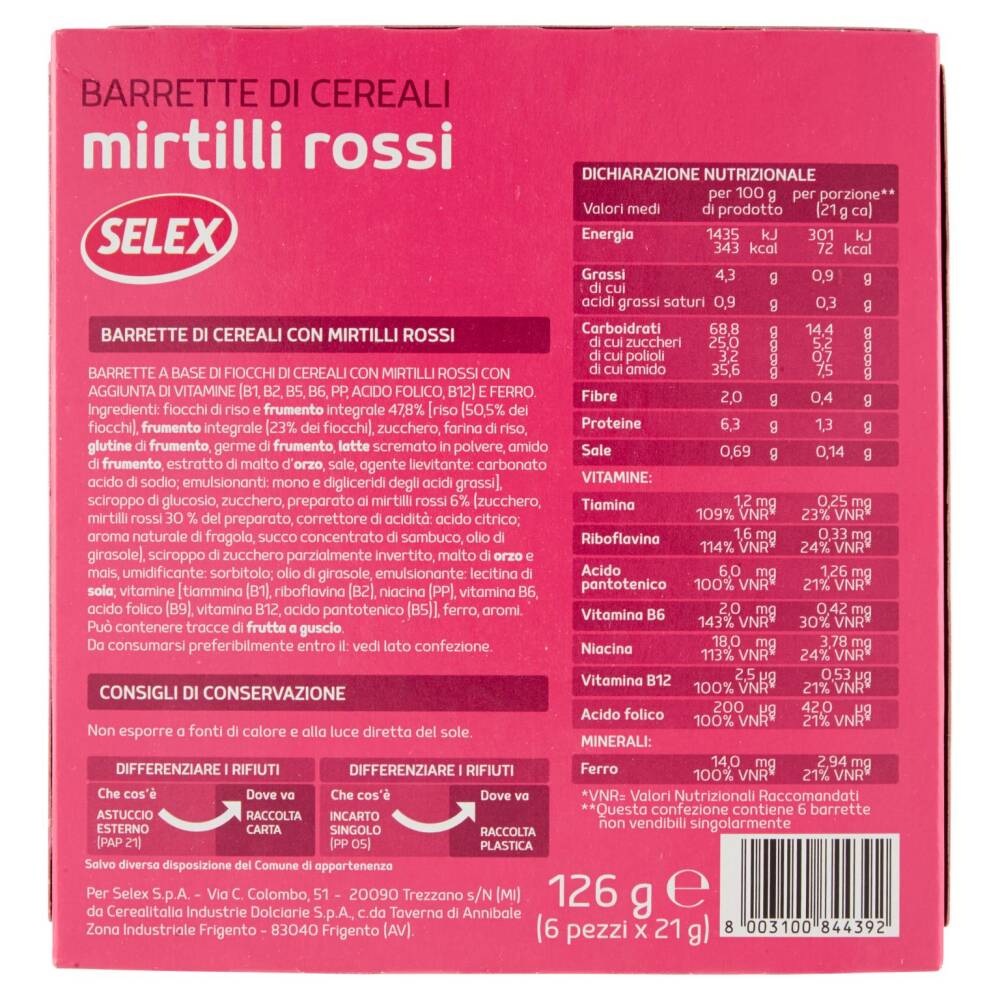 BARRETTE DI CEREALI
mirtilli rossi
SELEX
BARRETTE DI CEREALI CON MIRTILLI ROSSI
BARRETTE A BASE DI FIOCCHI DI CEREALI CON MIRTILLI ROSSI CON
AGGIUNTA DI VITAMINE (B1, B2, B5, B6, PP, ACIDO FOLICO, B12) E FERRO.
Ingredienti: fiocchi di riso e frumento integrale 47,8% [riso (50,5% dei
fiocchi), frumento integrale (23% dei fiocchi), zucchero, farina di riso,
glutine di frumento, germe di frumento, latte scremato in polvere, amido
di frumento, estratto di malto d'orzo, sale, agente lievitante: carbonato
acido di sodio; emulsionanti: mono e digliceridi degli acidi grassi],
sciroppo di glucosio, zucchero, preparato ai mirtilli rossi 6% (zucchero,
mirtilli rossi 30 % del preparato, correttore di acidità: acido citrico;
aroma naturale di fragola, succo concentrato di sambuco, olio di
girasole), sciroppo di zucchero parzialmente invertito, malto di orzo e
mais, umidificante: sorbitolo; olio di girasole, emulsionante: lecitina di
soia; vitamine [tiammina (B1), riboflavina (B2), niacina (PP), vitamina B6,
acido folico (B9), vitamina B12, acido pantotenico (B5)], ferro, aromi.
Può contenere tracce di frutta a guscio.
Da consumarsi preferibilmente entro il: vedi lato confezione.
CONSIGLI DI CONSERVAZIONE
Non esporre a fonti di calore e alla luce diretta del sole.
DIFFERENZIARE I RIFIUTI
Che cos'è Dove va
ASTUCCIO RACCOLTA
ESTERNO CARTA
(PAP 21)
DIFFERENZIARE I RIFIUTI
Che cos'è Dove va
INCARTO
SINGOLO RACCOLTA
(PP 05) PLASTICA
Salvo diversa disposizione del Comune di appartenenza
Per Selex S.p.A. - Via C. Colombo, 51 - 20090 Trezzano s/N (MI)
da Cerealitalia Industrie Dolciarie S.p.A., c.da Taverna di Annibale
Zona Industriale Frigento - 83040 Frigento (AV).
DICHIARAZIONE NUTRIZIONALE
per 100 g per porzione**
Valori medi di prodotto (21 g ca)
Energia 1435 kJ 301 kJ
343 kcal 72 kcal
Grassi 4,3 g 0,9 g
di cui
acidi grassi saturi 0,9 g 0,3 g
Carboidrati 68,8 g 14,4 g
di cui zuccheri 25,0 g 5,2 g
di cui polioli 3,2 g 0,7 g
di cui amido 35,6 g 7,5 g
Fibre 2,0 g 0,4 g
Proteine 6,3 g 1,3 g
Sale 0,69 g 0,14 g
VITAMINE:
Tiamina 1,2 mg 0,25 mg
109% VNR* 23% VNR*
Riboflavina 1,6 mg 0,33 mg
114% VNR* 24% VNR*
Acido 6,0 mg 1,26 mg
pantotenico 100% VNR* 21% VNR*
Vitamina B6 2,0 mg 0,42 mg
143% VNR* 30% VNR*
Niacina 18,0 mg 3,78 mg
113% VNR* 24% VNR*
Vitamina B12 2,5 µg 0,53 µg
100% VNR* 21% VNR*
Acido folico 200 µg 42,0 µg
100% VNR* 21% VNR*
MINERALI:
Ferro 14,0 mg 2,94 mg
100% VNR* 21% VNR*
*VNR= Valori Nutrizionali Raccomandati
**Questa confezione contiene 6 barrette
non vendibili singolarmente
126 g ℮
(6 pezzi x 21 g)
8 003100 844392